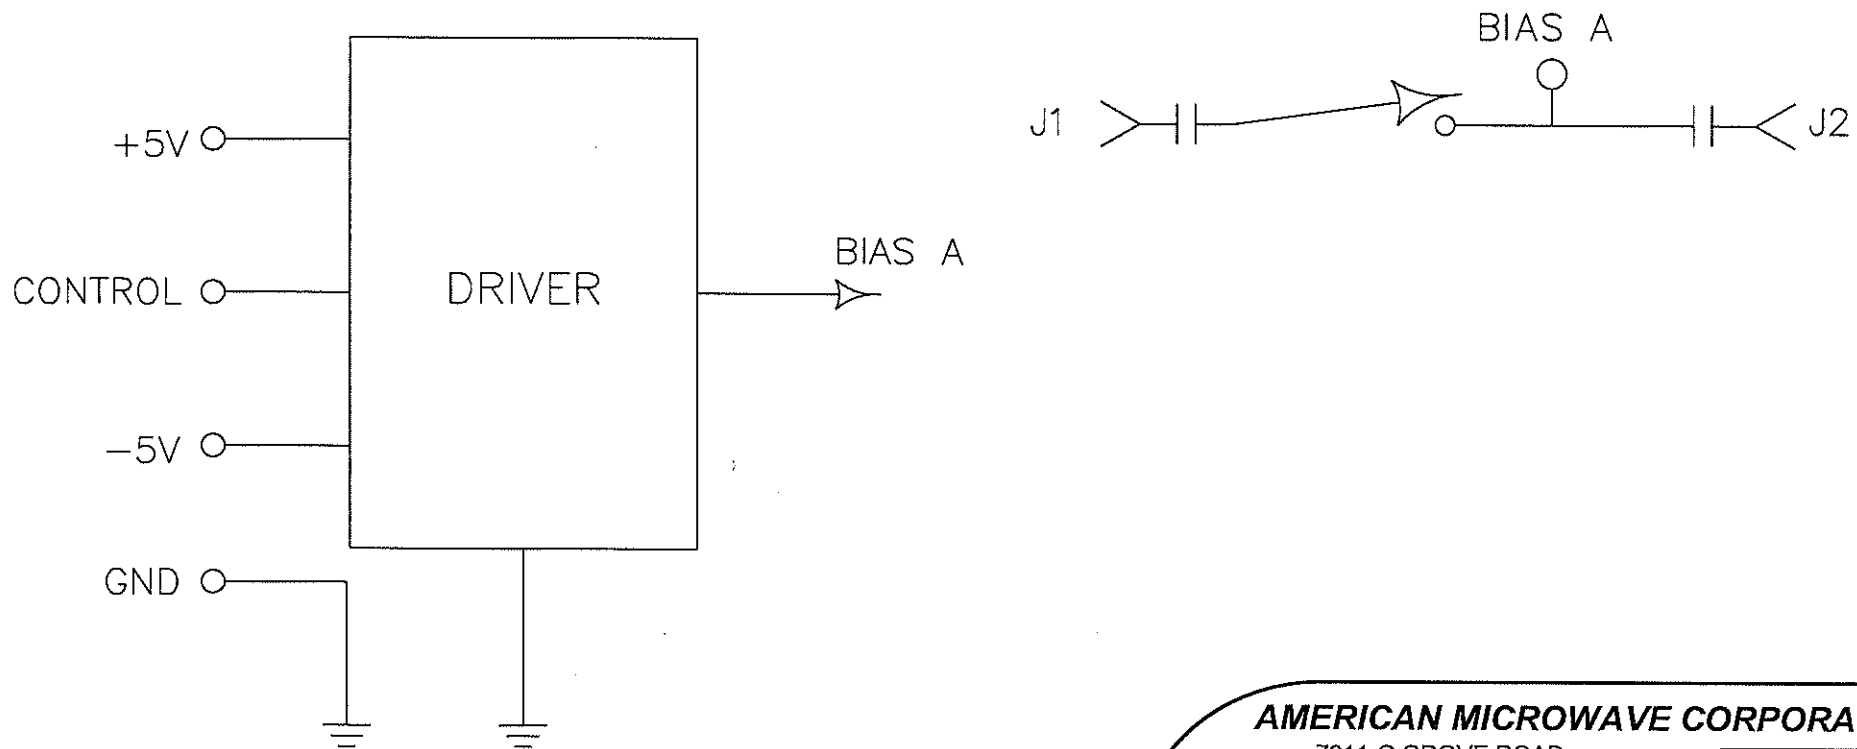 BIAS A
J1
J2
+5V
BIAS A
CONTROL
DRIVER
-5V
GND
AMERICAN MICROWAVE CORPORA